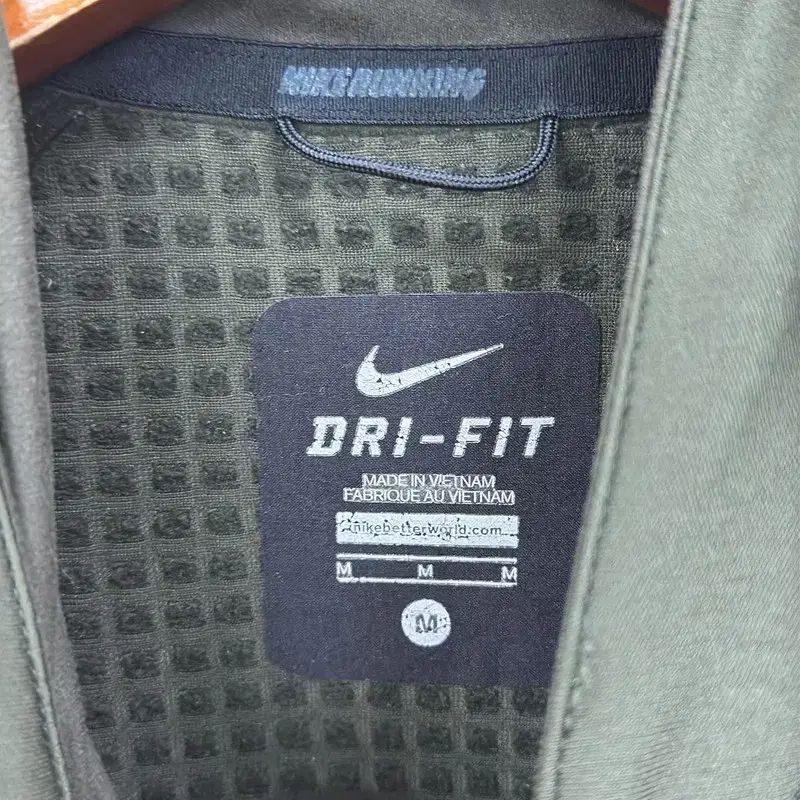 NIKE RUNNING
DRI-FIT
MADE IN VIETNAM
FABRIQUE AU VIETNAM
nikebetterworld.com
M M M
M